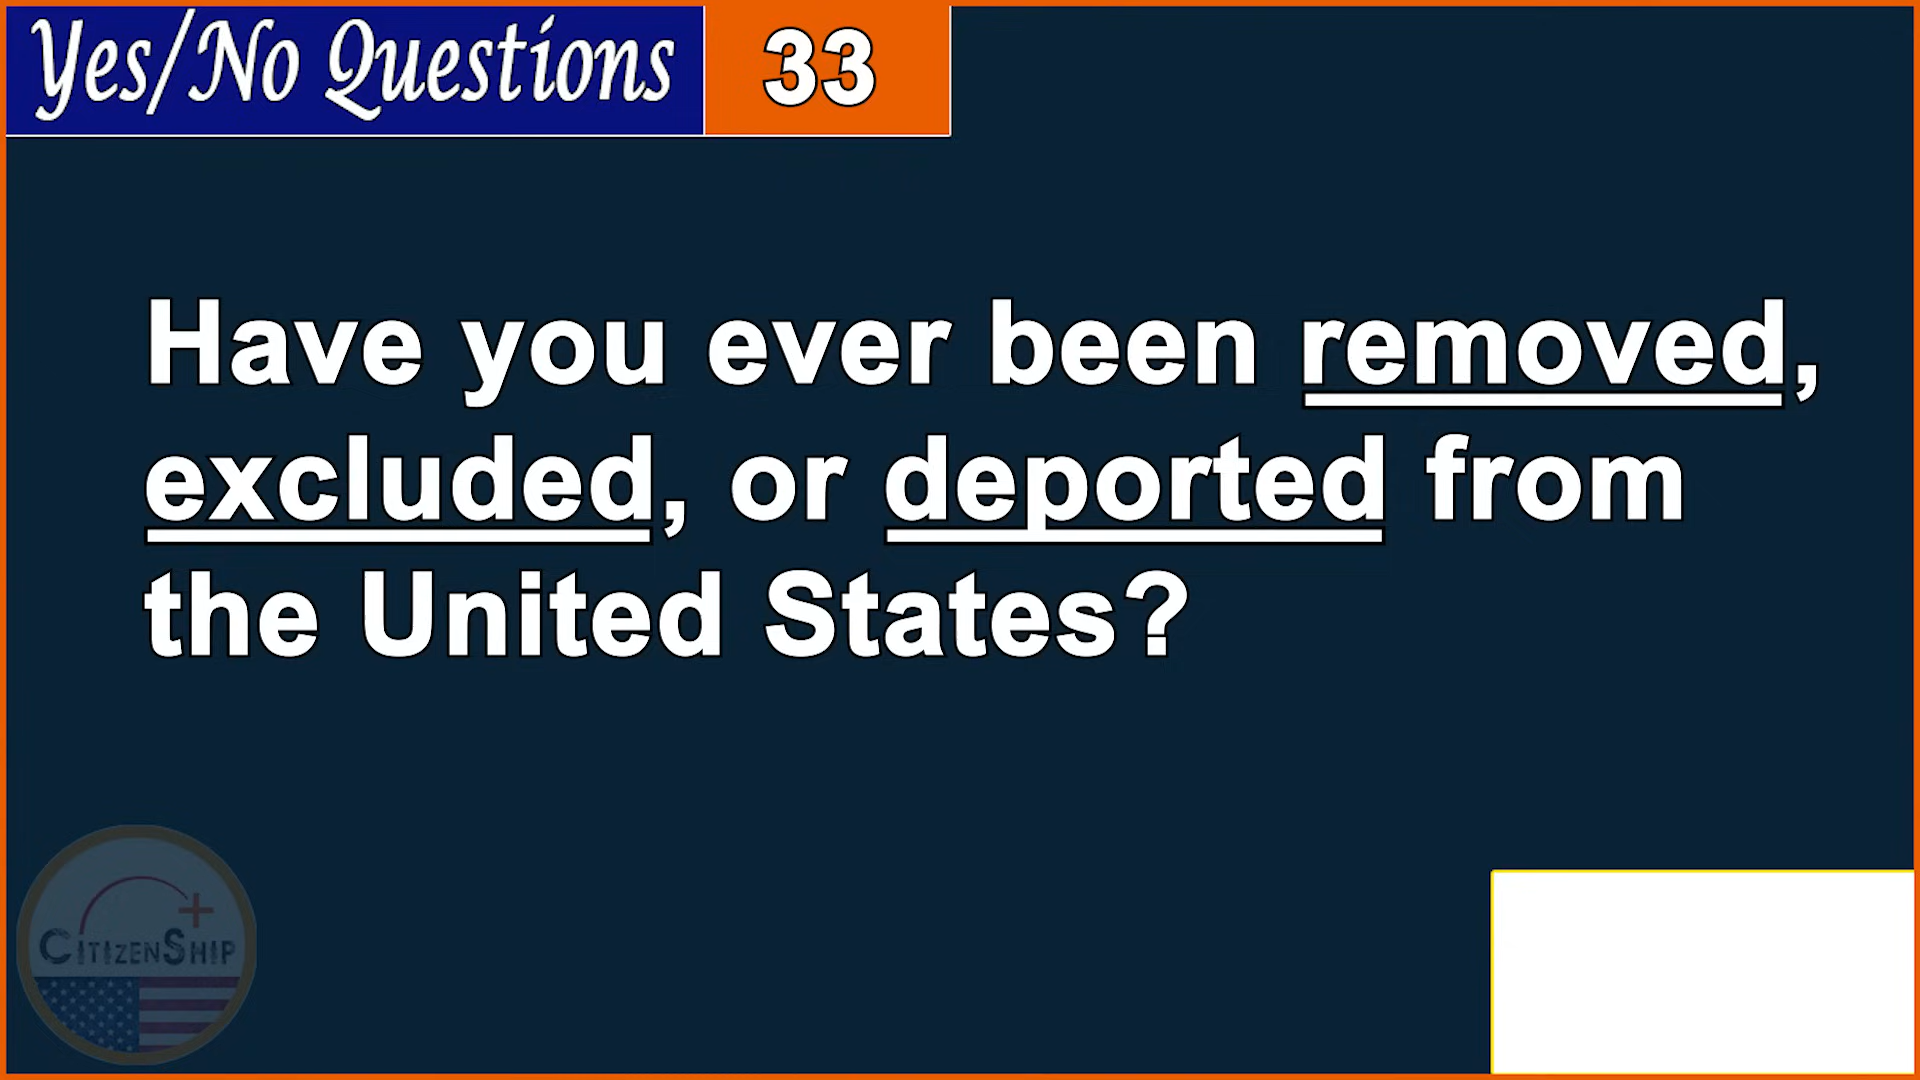 Yes/No Questions
33
Have you ever been removed,
excluded, or deported from
the United States?
CITIZENSHIP